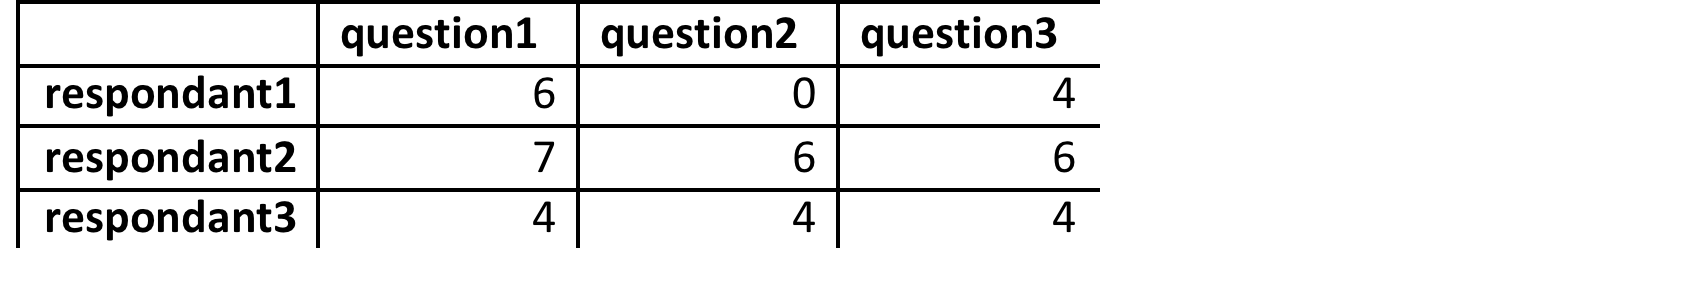 question1 question2 question3
respondant1 6 0 4
respondant2 7 6 6
respondant3 4 4 4